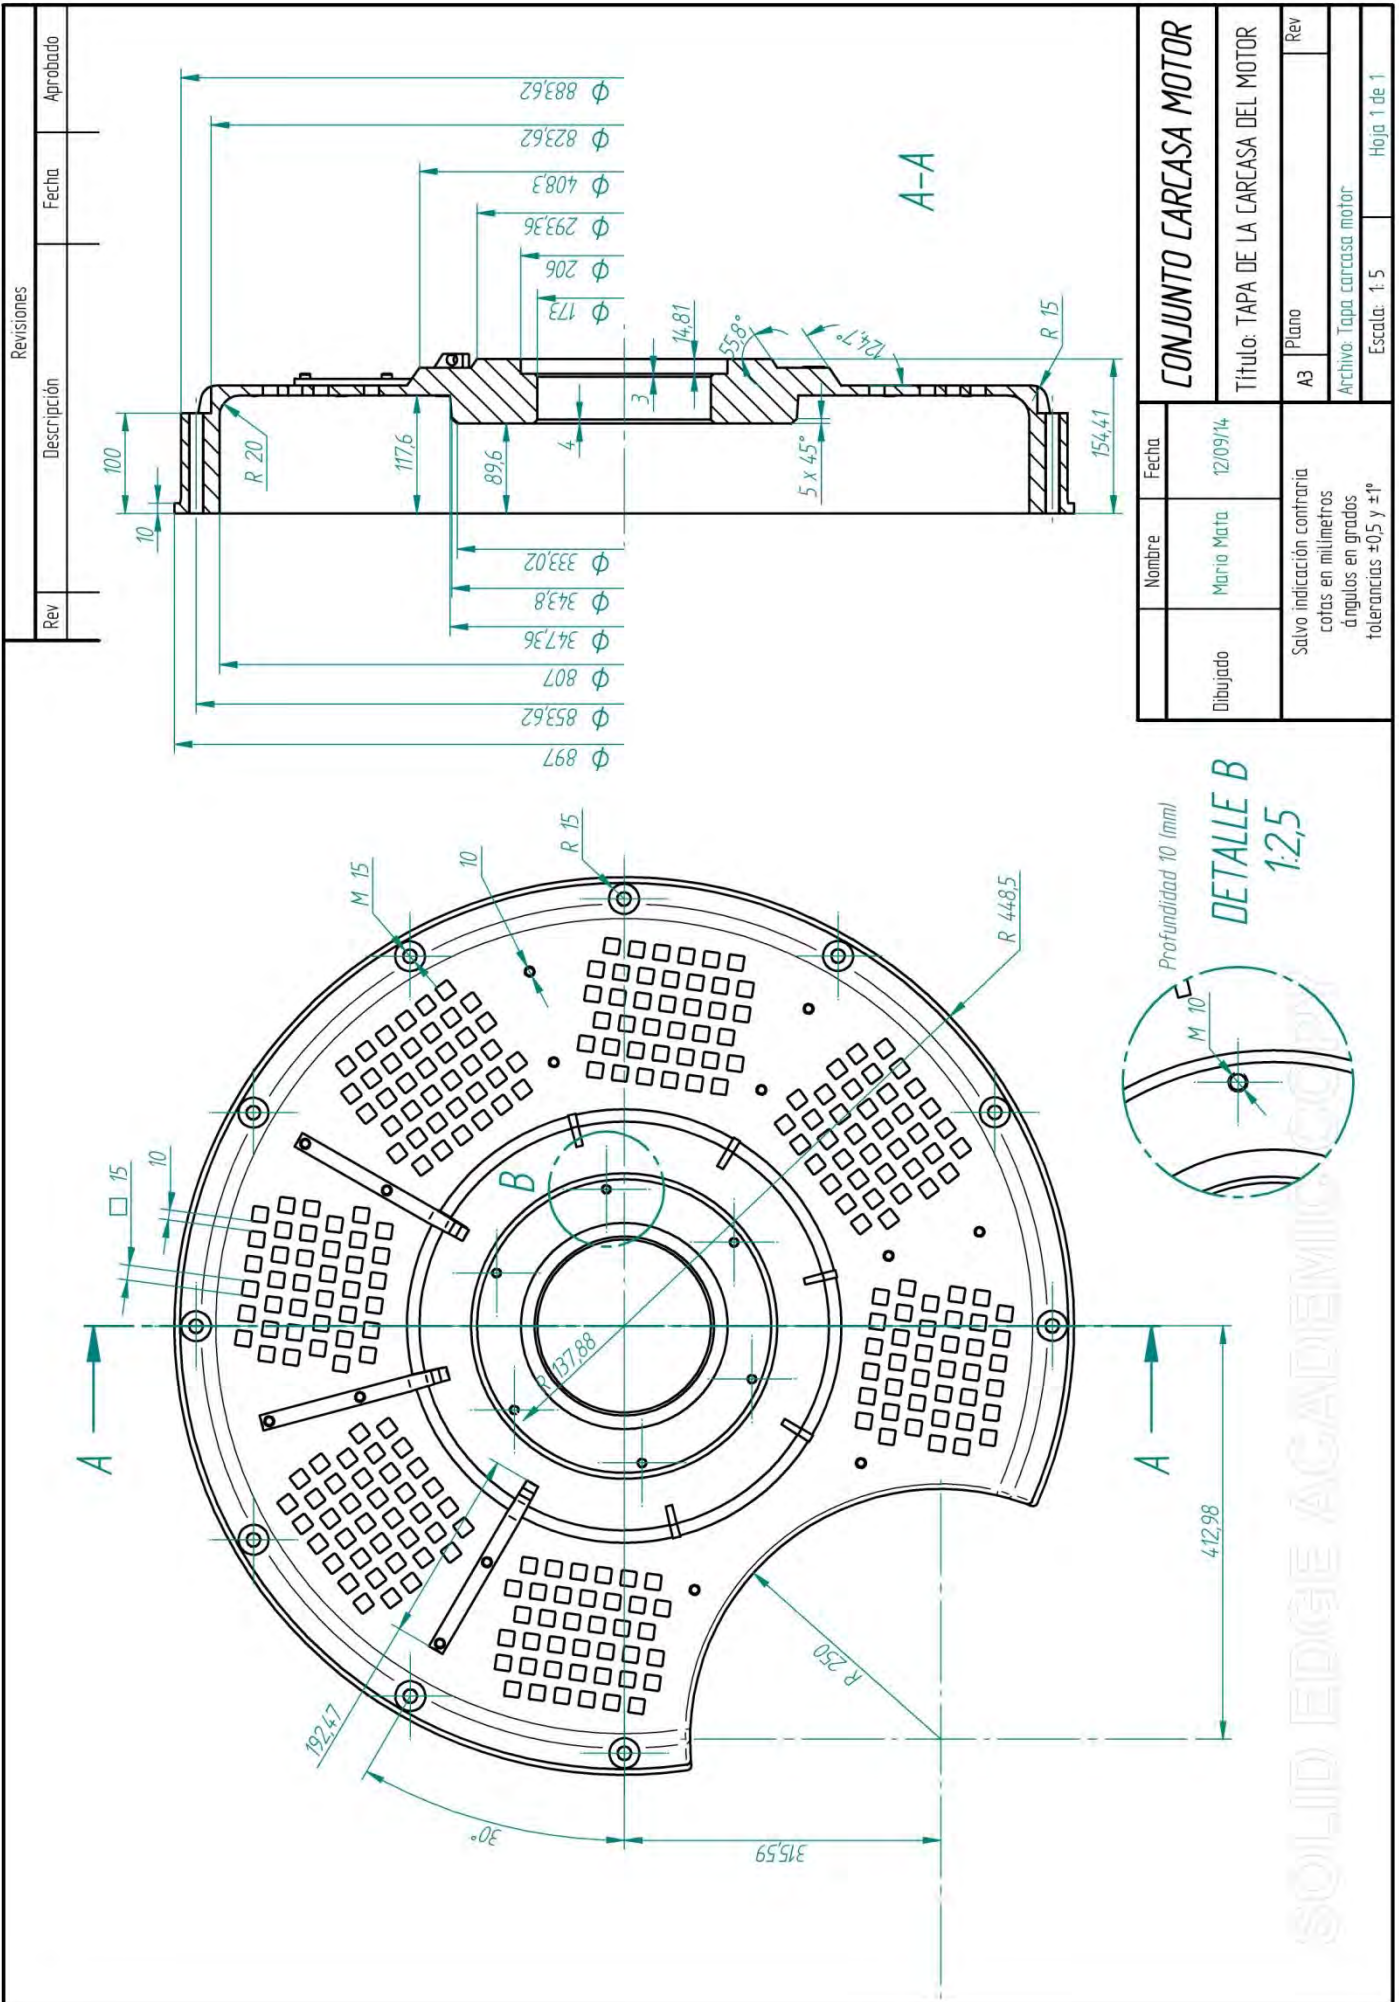 Revisiones
Rev
Descripción
Fecha
Aprobado
ϕ 883,62
ϕ 823,62
ϕ 408,3
ϕ 293,36
ϕ 206
ϕ 173
100
10
R 20
117,6
89,6
4
3
14,81
55,8°
124,7°
5 x 45°
R 15
154,41
A-A
ϕ 333,02
ϕ 343,8
ϕ 347,36
ϕ 807
ϕ 853,62
ϕ 897
A
A
□ 15
10
M 15
10
R 15
R 448,5
R 137,88
B
192,47
30°
315,59
412,98
R 250
M 10
Profundidad 10 (mm)
DETALLE B
1:2,5
Nombre
Fecha
Dibujado
Mario Mata
12/09/14
Salvo indicación contraria
cotas en milímetros
ángulos en grados
tolerancias ±0,5 y ±1º
CONJUNTO CARCASA MOTOR
Título: TAPA DE LA CARCASA DEL MOTOR
A3
Plano
Rev
Archivo: Tapa carcasa motor
Escala: 1: 5
Hoja 1 de 1